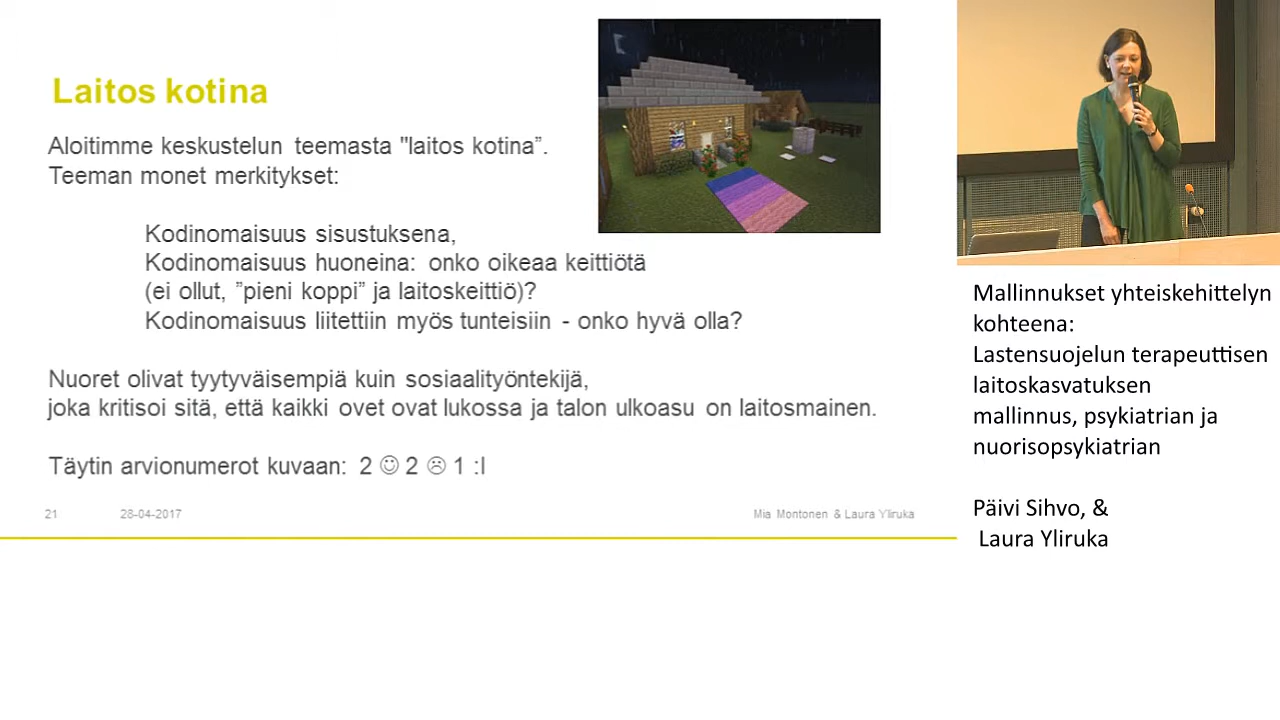 Laitos kotina
Aloitimme keskustelun teemasta "laitos kotina”.
Teeman monet merkitykset:
Kodinomaisuus sisustuksena,
Kodinomaisuus huoneina: onko oikeaa keittiötä
(ei ollut, ”pieni koppi” ja laitoskeittiö)?
Kodinomaisuus liitettiin myös tunteisiin - onko hyvä olla?
Nuoret olivat tyytyväisempiä kuin sosiaalityöntekijä,
joka kritisoi sitä, että kaikki ovet ovat lukossa ja talon ulkoasu on laitosmainen.
Täytin arvionumerot kuvaan: 2 ☺ 2 ☹ 1 :l
21 28-04-2017 Mia Montonen & Laura Yliruka
Mallinnukset yhteiskehittelyn
kohteena:
Lastensuojelun terapeuttisen
laitoskasvatuksen
mallinnus, psykiatrian ja
nuorisopsykiatrian
Päivi Sihvo, &
Laura Yliruka